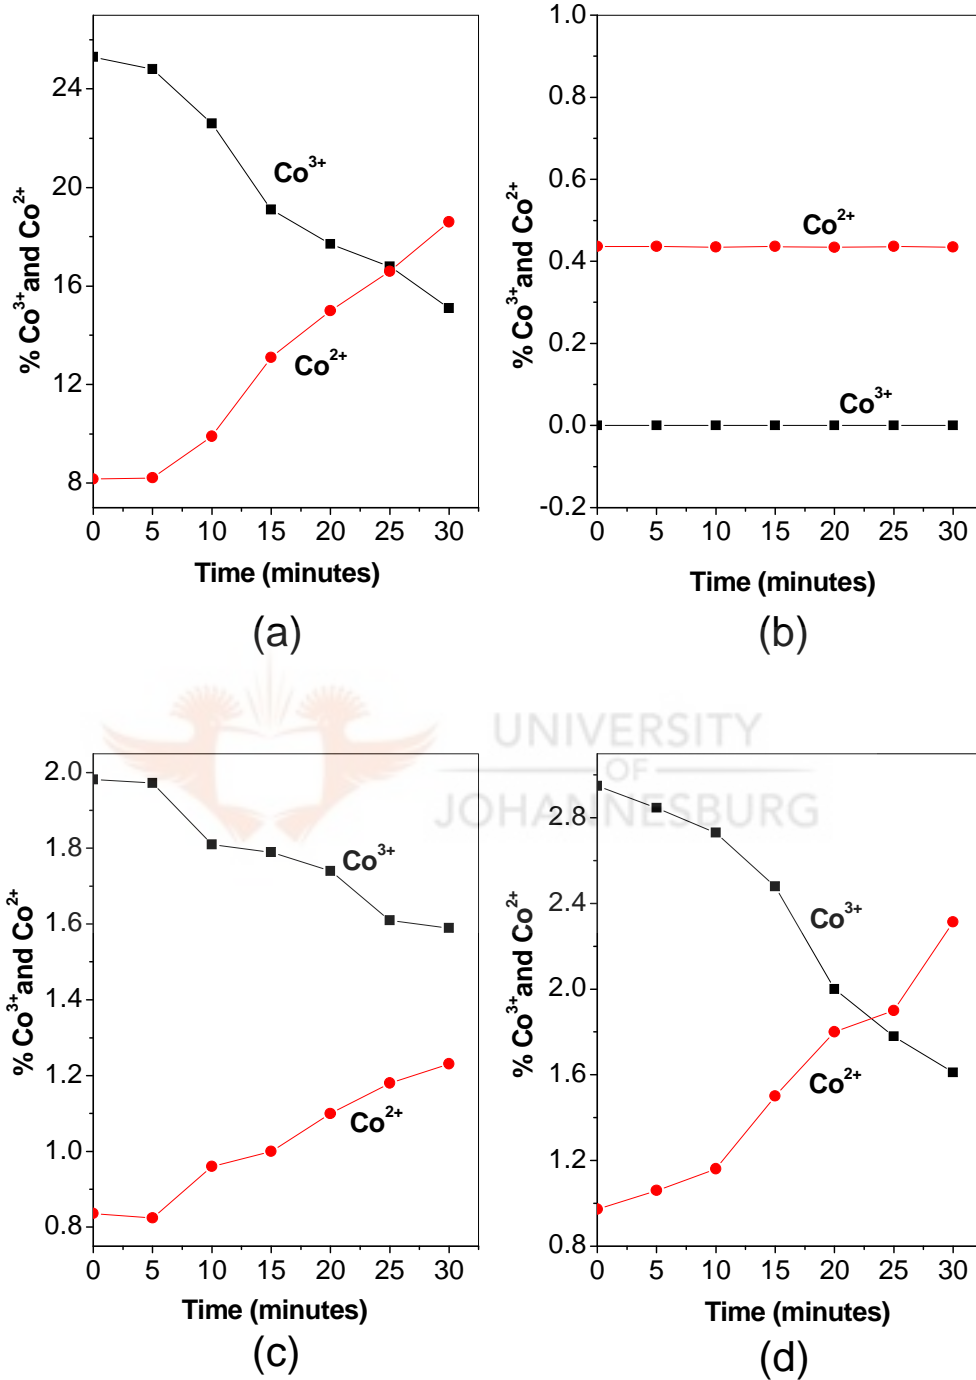 % Co³⁺ and Co²⁺
24
20
16
12
8
Co³⁺
Co²⁺
0 5 10 15 20 25 30
Time (minutes)
(a)
% Co³⁺ and Co²⁺
1.0
0.8
0.6
0.4
0.2
0.0
-0.2
Co²⁺
Co³⁺
0 5 10 15 20 25 30
Time (minutes)
(b)
UNIVERSITY
OF
JOHANNESBURG
% Co³⁺ and Co²⁺
2.0
1.8
1.6
1.4
1.2
1.0
0.8
Co³⁺
Co²⁺
0 5 10 15 20 25 30
Time (minutes)
(c)
% Co³⁺ and Co²⁺
2.8
2.4
2.0
1.6
1.2
0.8
Co³⁺
Co²⁺
0 5 10 15 20 25 30
Time (minutes)
(d)